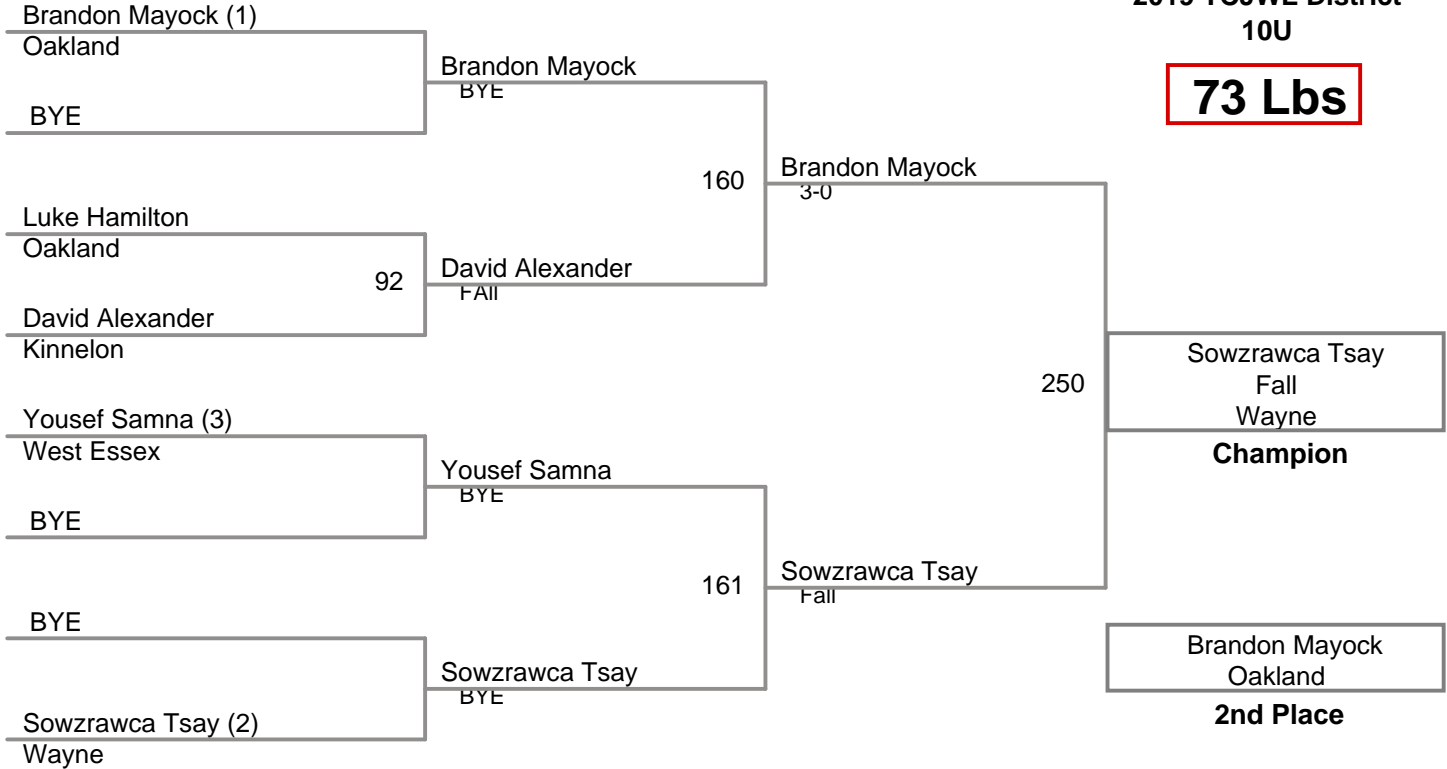 10U
73 Lbs
Brandon Mayock (1)
Oakland
BYE
Luke Hamilton
Oakland
92
David Alexander
Kinnelon
Yousef Samna (3)
West Essex
BYE
BYE
Sowzrawca Tsay (2)
Wayne
Brandon Mayock
BYE
160
David Alexander
FAll
Yousef Samna
BYE
161
Sowzrawca Tsay
BYE
Brandon Mayock
3-0
250
Sowzrawca Tsay
Fall
Sowzrawca Tsay
Fall
Wayne
Champion
Brandon Mayock
Oakland
2nd Place